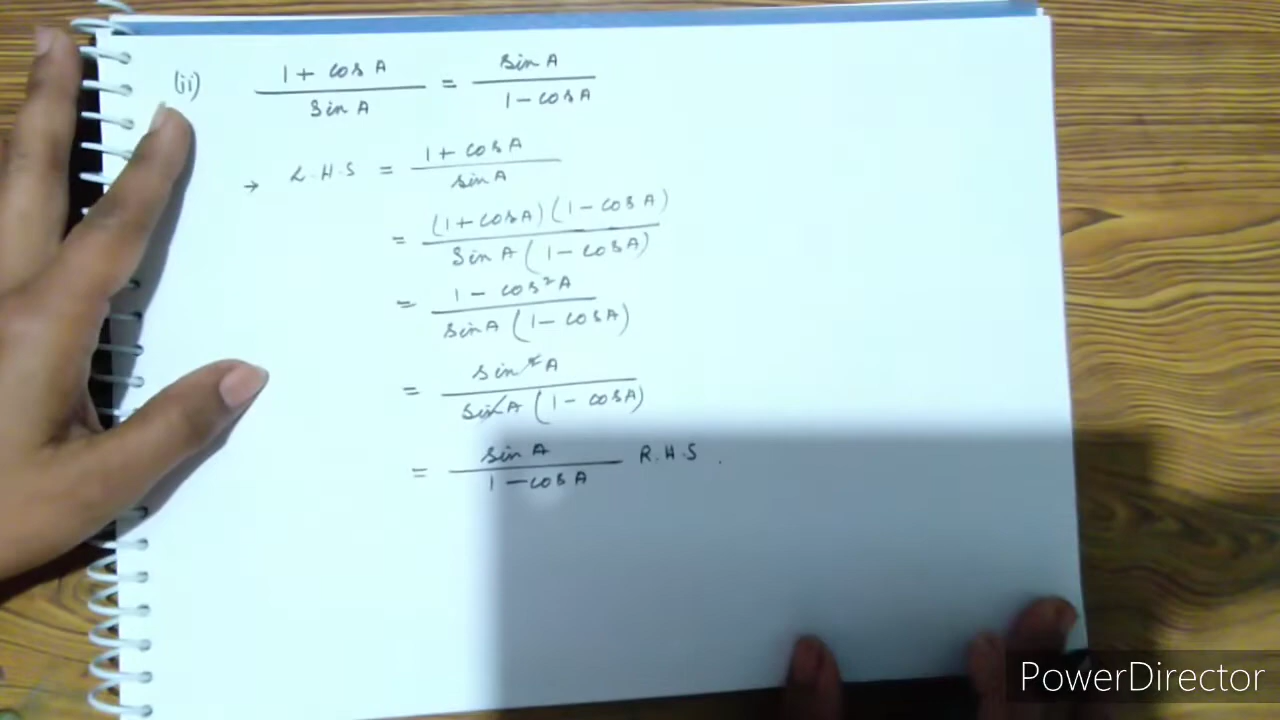 (ii) 1 + cos A / sin A = sin A / 1 - cos A
→ L.H.S = 1 + cos A / sin A
= (1 + cos A) (1 - cos A) / sin A (1 - cos A)
= 1 - cos²A / sin A (1 - cos A)
= sin²A / sin A (1 - cos A)
= sin A / 1 - cos A R.H.S.
PowerDirector